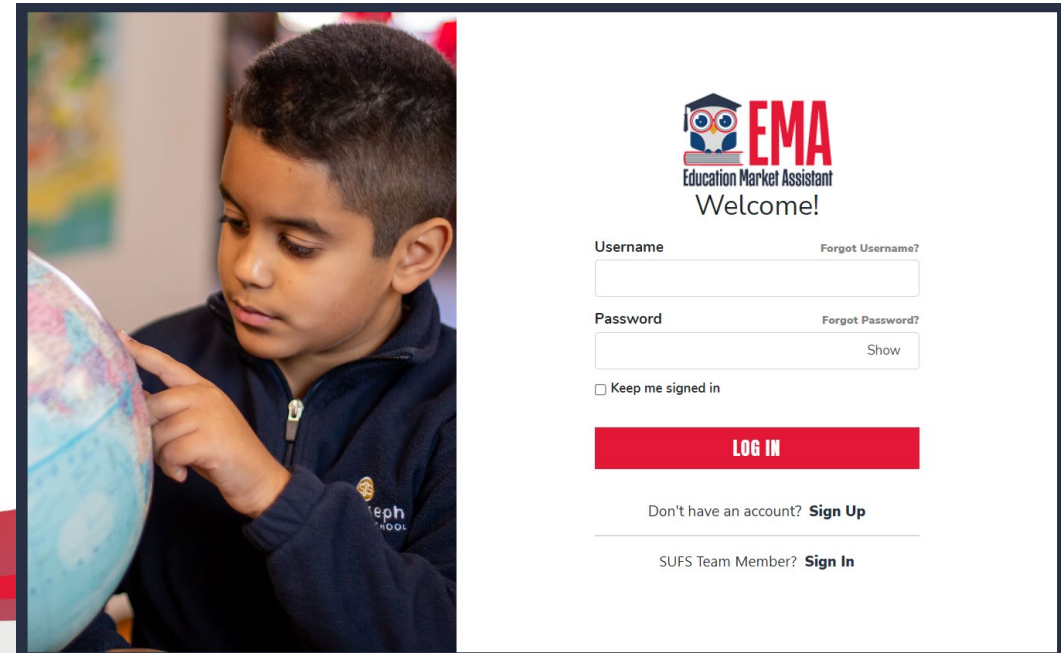 EMA
Education Market Assistant
Welcome!
Username Forgot Username?
Password Forgot Password?
Show
Keep me signed in
LOG IN
Don't have an account? Sign Up
SUFS Team Member? Sign In
eph